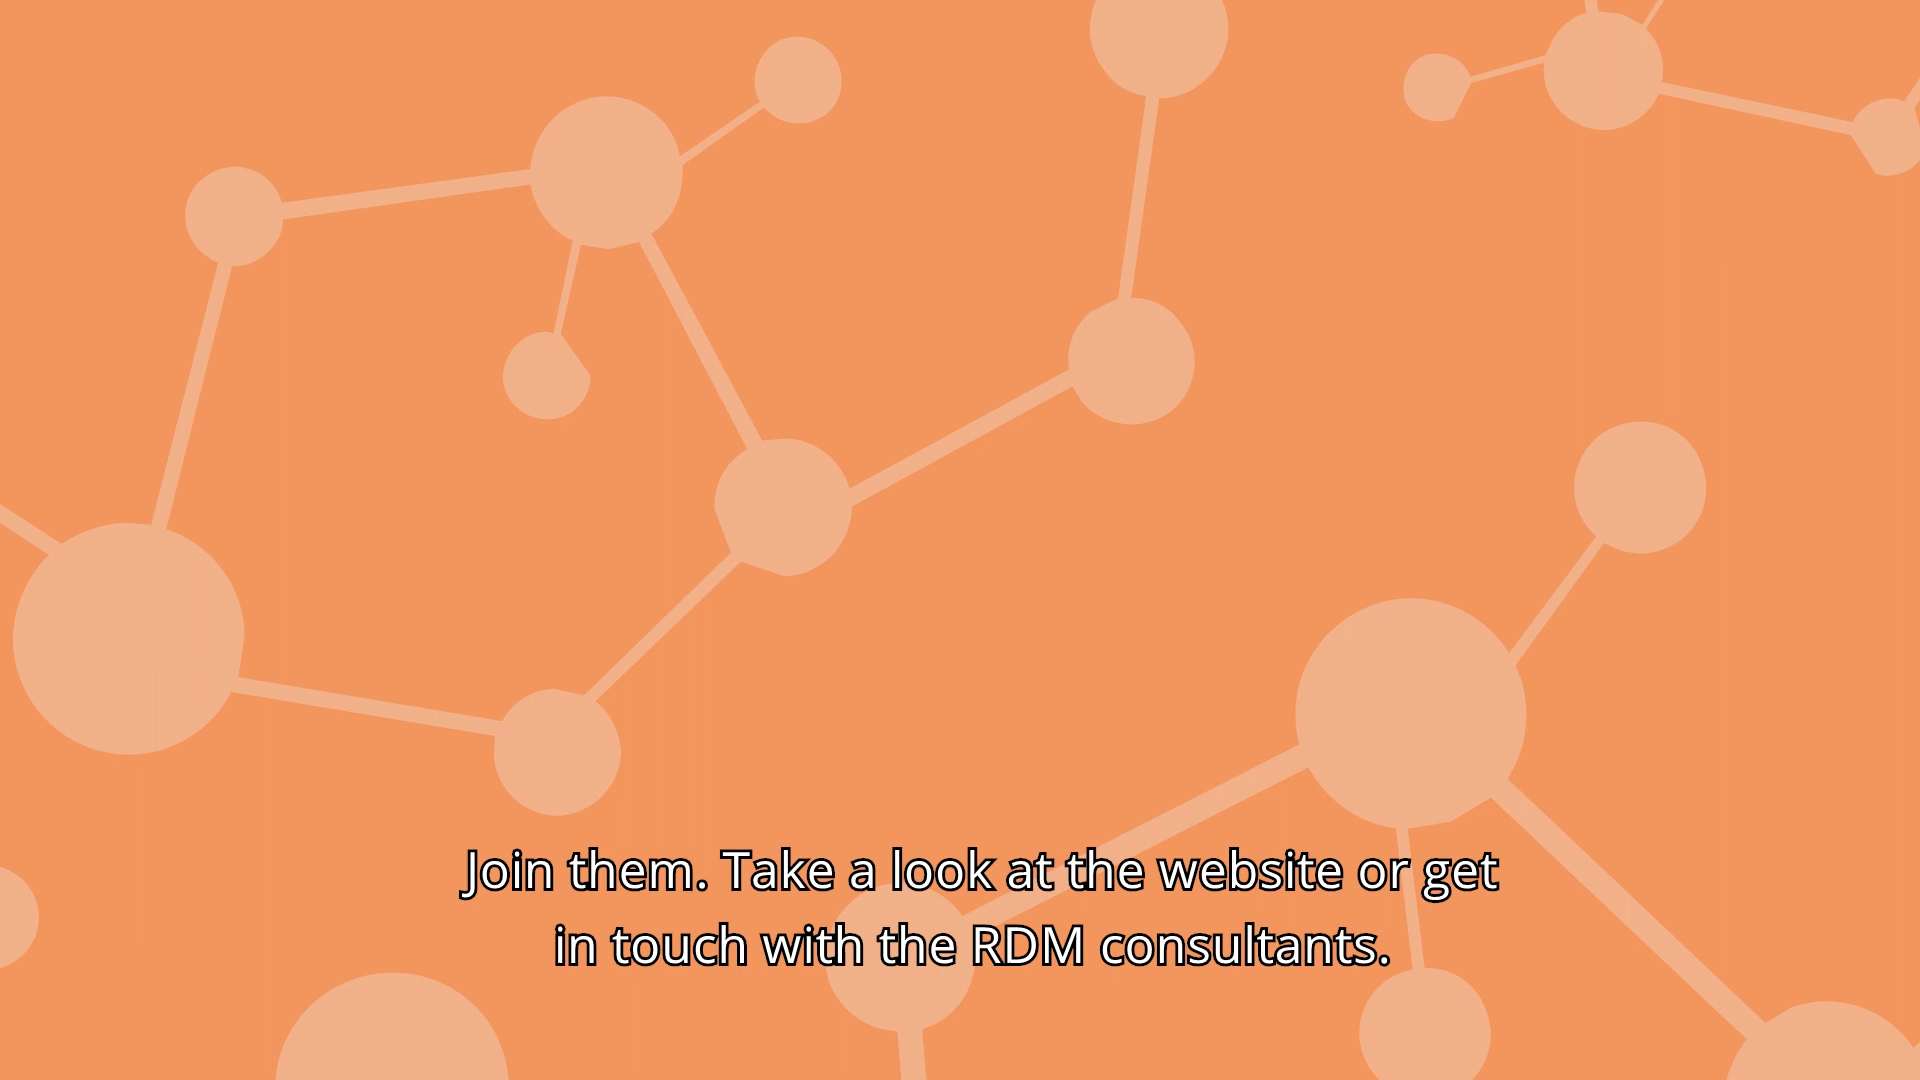 Join them. Take a look at the website or get
in touch with the RDM consultants.